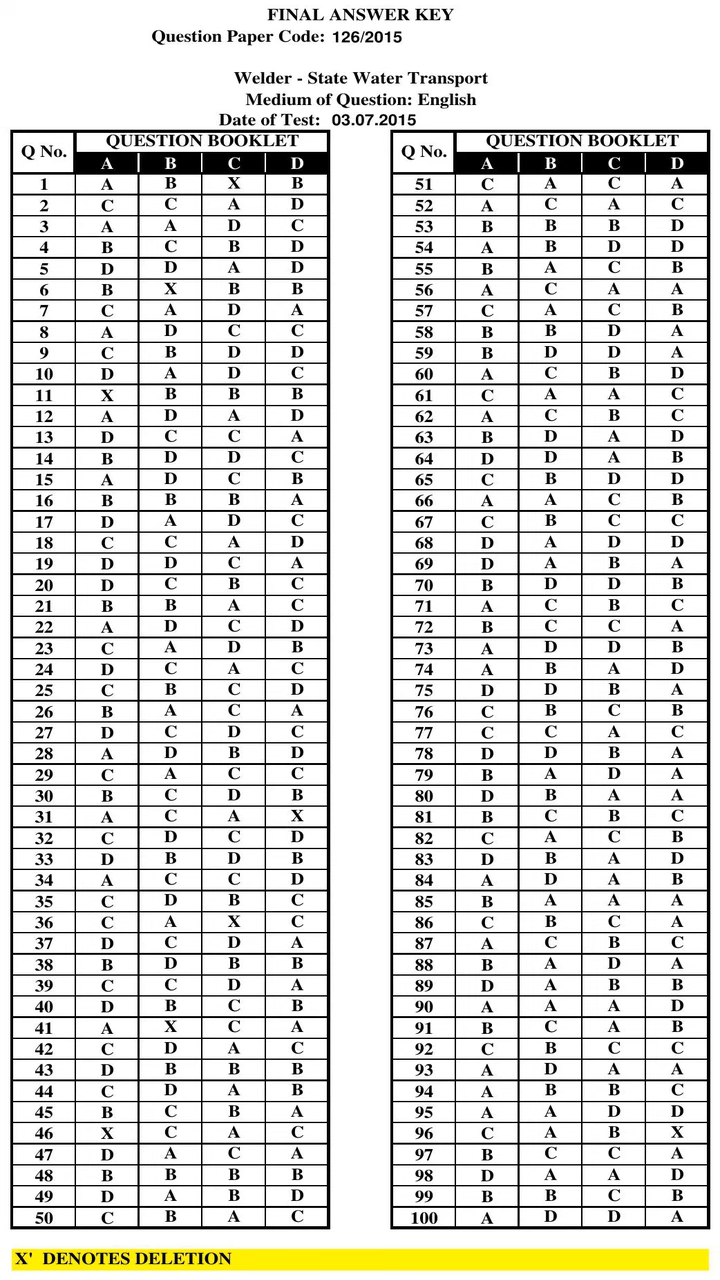 FINAL ANSWER KEY
Question Paper Code: 126/2015
Welder - State Water Transport
Medium of Question: English
Date of Test: 03.07.2015
Q No. QUESTION BOOKLET Q No. QUESTION BOOKLET
A B C D A B C D
1 A B X B 51 C A C A
2 C C A D 52 A C A C
3 A A D C 53 B B B D
4 B C B D 54 A B D D
5 D D A D 55 B A C B
6 B X B B 56 A C A A
7 C A D A 57 C A C B
8 A D C C 58 B B D A
9 C B D D 59 B D D A
10 D A D C 60 A C B D
11 X B B B 61 C A A C
12 A D A D 62 A C B C
13 D C C A 63 B D A D
14 B D D C 64 D D A B
15 A D C B 65 C B D D
16 B B B A 66 A A C B
17 D A D C 67 C B C C
18 C C A D 68 D A D D
19 D D C A 69 D A B A
20 D C B C 70 B D D B
21 B B A C 71 A C B C
22 A D C D 72 B C C A
23 C A D B 73 A D D B
24 D C A C 74 A B A D
25 C B C D 75 D D B A
26 B A C A 76 C B C B
27 D C D C 77 C C A C
28 A D B D 78 D D B A
29 C A C C 79 B A D A
30 B C D B 80 D B A A
31 A C A X 81 B C B C
32 C D C D 82 C A C B
33 D B D B 83 D B A D
34 A C C D 84 A D A B
35 C D B C 85 B A A A
36 C A X C 86 C B C A
37 D C D A 87 A C B C
38 B D B B 88 B A D A
39 C C D A 89 D A B B
40 D B C B 90 A A A D
41 A X C A 91 B C A B
42 C D A C 92 C B C C
43 D B B B 93 A D A A
44 C D A B 94 A B B C
45 B C B A 95 A A D D
46 X C A C 96 C A B X
47 D A C A 97 B C C A
48 B B B B 98 D A A D
49 D A B D 99 B B C B
50 C B A C 100 A D D A
X' DENOTES DELETION